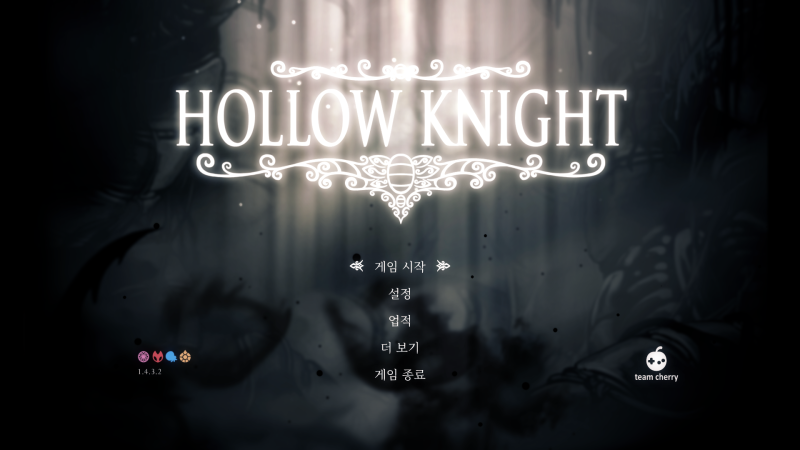 HOLLOW KNIGHT
게임 시작
설정
업적
더 보기
게임 종료
1.4.3.2
team cherry